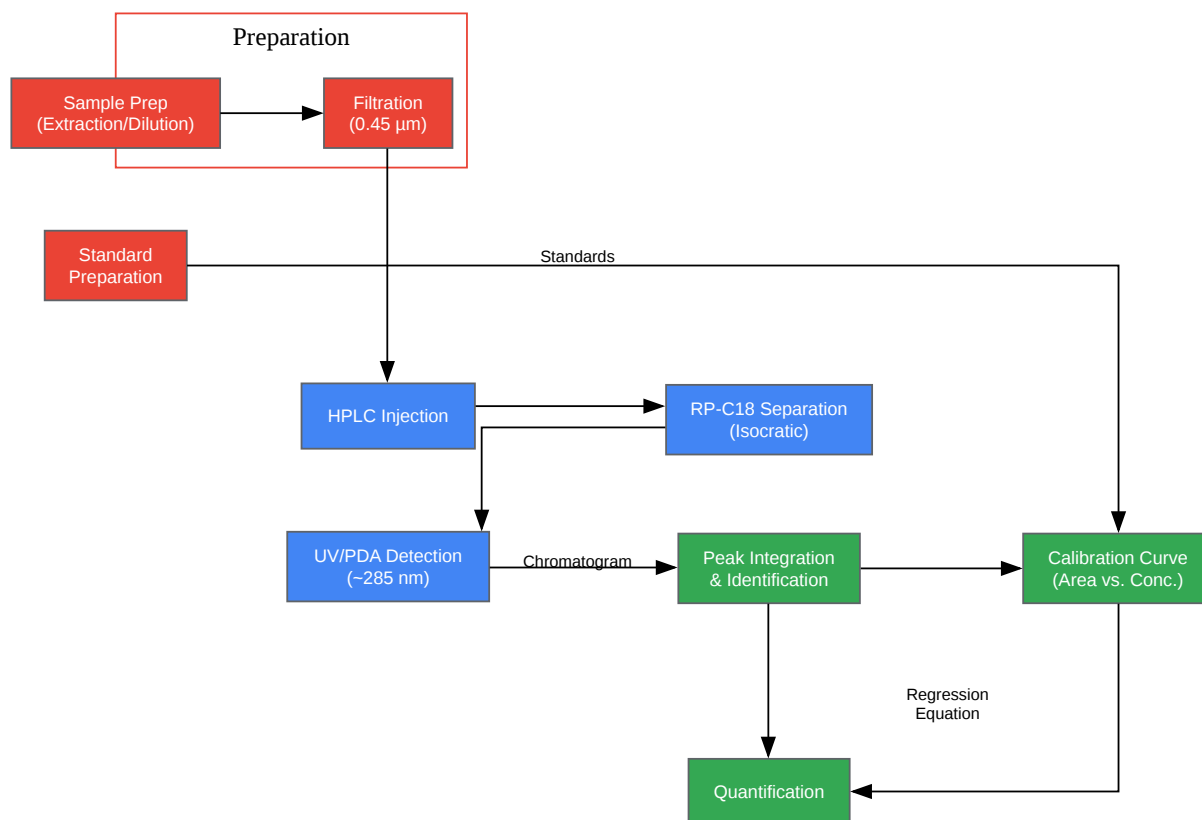 Preparation
Sample Prep
(Extraction/Dilution)
Filtration
(0.45 µm)
Standard
Preparation
Standards
HPLC Injection
RP-C18 Separation
(Isocratic)
UV/PDA Detection
(~285 nm)
Chromatogram
Peak Integration
& Identification
Calibration Curve
(Area vs. Conc.)
Regression
Equation
Quantification